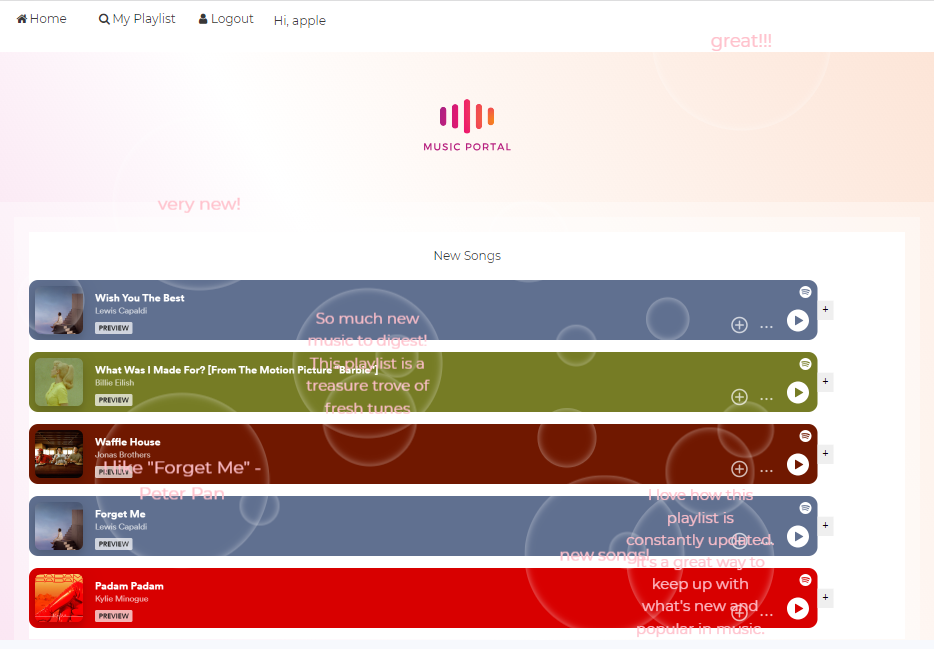 Home
My Playlist
Logout
Hi, apple
great!!!
MUSIC PORTAL
very new!
New Songs
Wish You The Best
Lewis Capaldi
PREVIEW
...
+
So much new
music to digest!
This playlist is a
treasure trove of
fresh tunes.
What Was I Made For? [From The Motion Picture "Barbie"]
Billie Eilish
PREVIEW
...
+
Waffle House
Jonas Brothers
PREVIEW
...
+
I like "Forget Me" -
Peter Pan
Forget Me
Lewis Capaldi
PREVIEW
...
+
I love how this
playlist is
constantly updated.
It's a great way to
keep up with
what's new and
popular in music.
new songs!
Padam Padam
Kylie Minogue
PREVIEW
...
+